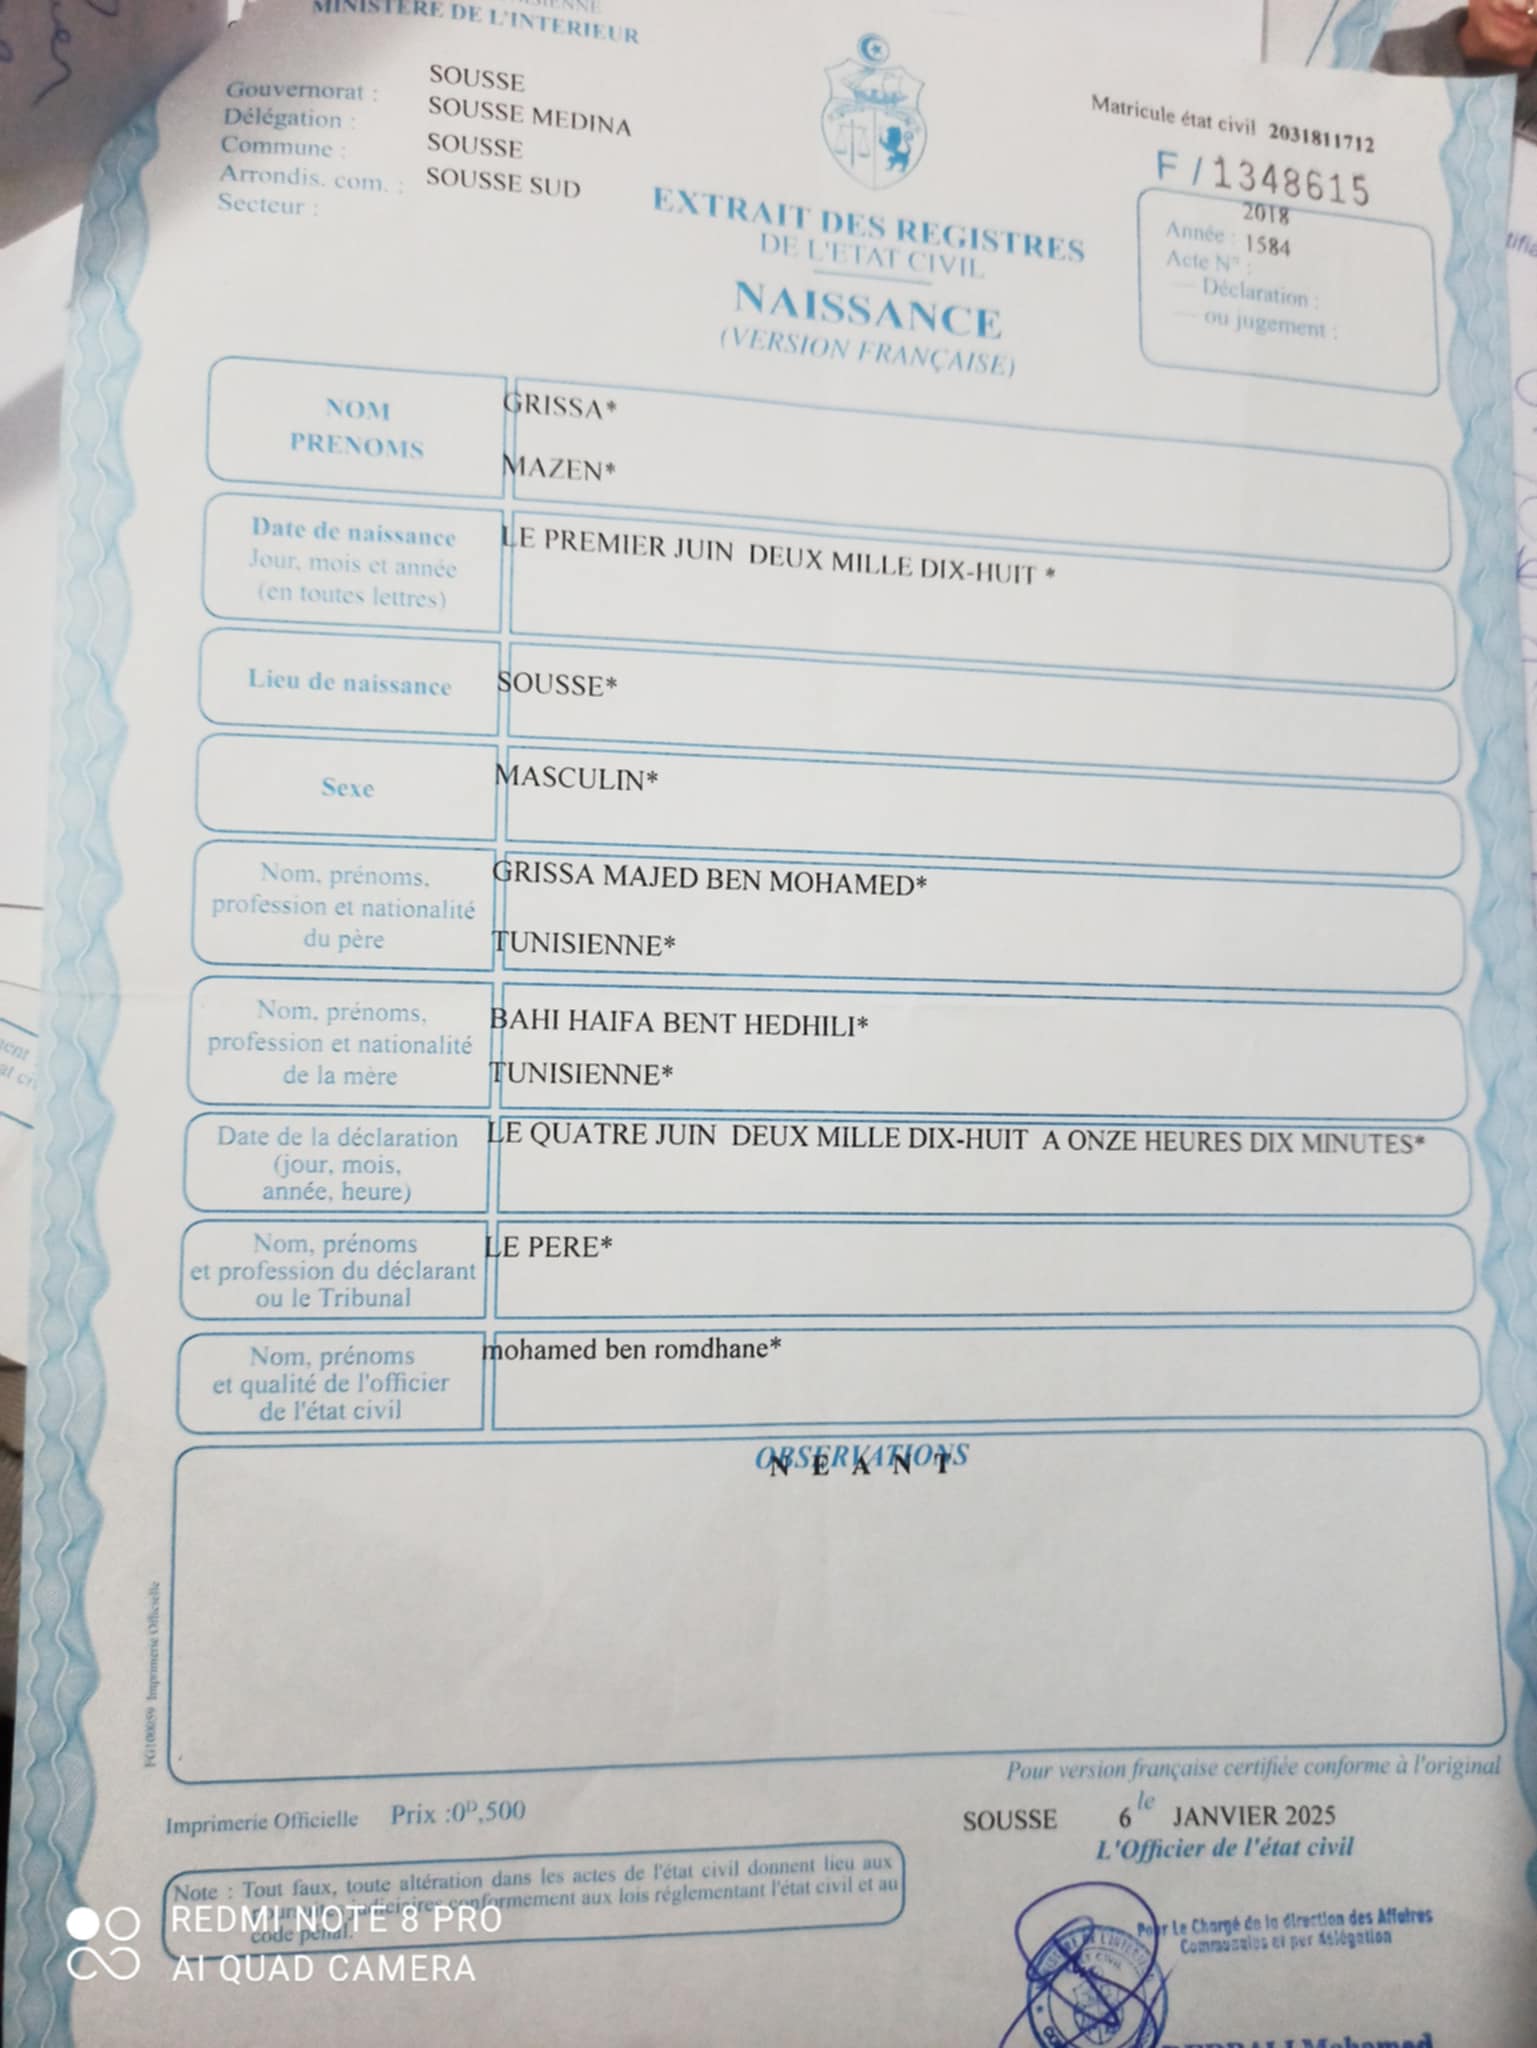 MINISTERE DE L'INTERIEUR
Gouvernorat : SOUSSE
Délégation : SOUSSE MEDINA
Commune : SOUSSE
Arrondis. com. : SOUSSE SUD
Secteur :
Matricule état civil 2031811712
F / 1348615
2018
Année : 1584
Acte N° :
— Déclaration :
— ou jugement :
EXTRAIT DES REGISTRES
DE L'ETAT CIVIL
NAISSANCE
(VERSION FRANÇAISE)
NOM GRISSA*
PRENOMS MAZEN*
Date de naissance LE PREMIER JUIN DEUX MILLE DIX-HUIT *
Jour, mois et année
(en toutes lettres)
Lieu de naissance SOUSSE*
Sexe MASCULIN*
Nom, prénoms, GRISSA MAJED BEN MOHAMED*
profession et nationalité
du père TUNISIENNE*
Nom, prénoms, BAHI HAIFA BENT HEDHILI*
profession et nationalité
de la mère TUNISIENNE*
Date de la déclaration LE QUATRE JUIN DEUX MILLE DIX-HUIT A ONZE HEURES DIX MINUTES*
(jour, mois,
année, heure)
Nom, prénoms LE PERE*
et profession du déclarant
ou le Tribunal
Nom, prénoms mohamed ben romdhane*
et qualité de l'officier
de l'état civil
OBSERVATIONS
N E A N T
FG100059 Imprimerie Officielle
Pour version française certifiée conforme à l'original
Imprimerie Officielle Prix :0ᴰ,500
SOUSSE 6 le JANVIER 2025
L'Officier de l'état civil
Note : Tout faux, toute altération dans les actes de l'état civil donnent lieu aux
conformement aux lois réglementant l'état civil et au
code pénal.
Pour Le Chargé de la direction des Affaires
Communales et par délégation
Mohamed
REDMI NOTE 8 PRO
AI QUAD CAMERA